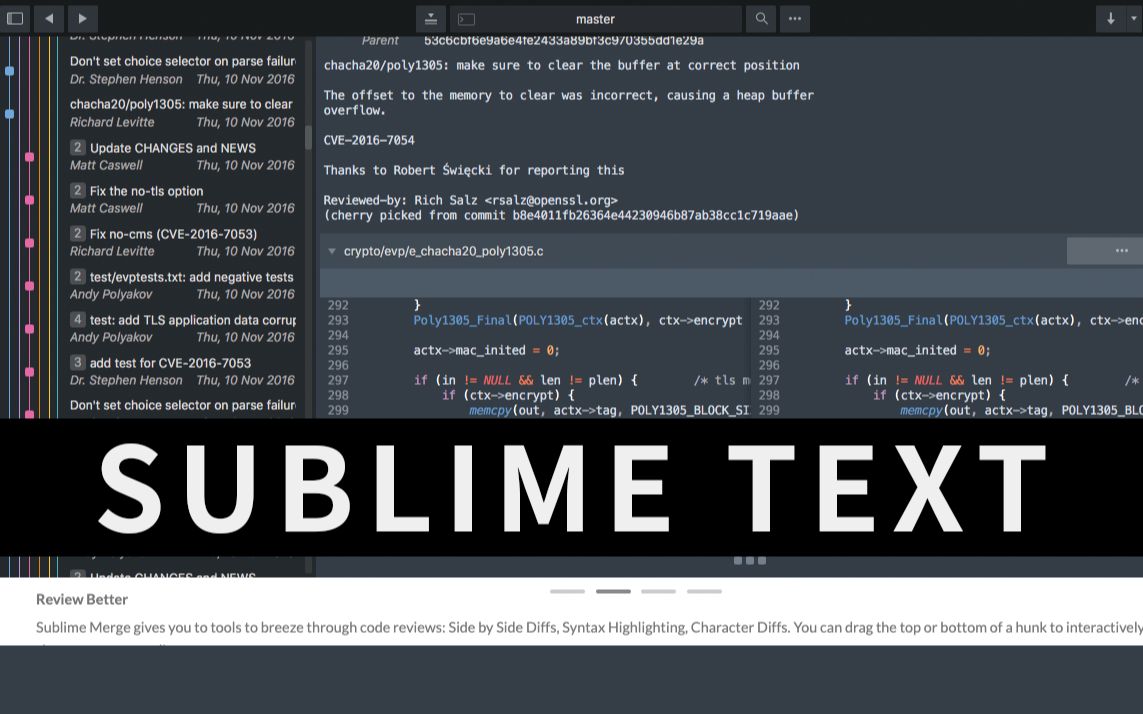 master
Dr. Stephen Henson Thu, 10 Nov 2016
Don't set choice selector on parse failur
Dr. Stephen Henson Thu, 10 Nov 2016
chacha20/poly1305: make sure to clear
Richard Levitte Thu, 10 Nov 2016
2 Update CHANGES and NEWS
Matt Caswell Thu, 10 Nov 2016
2 Fix the no-tls option
Matt Caswell Thu, 10 Nov 2016
2 Fix no-cms (CVE-2016-7053)
Richard Levitte Thu, 10 Nov 2016
2 test/evptests.txt: add negative tests
Andy Polyakov Thu, 10 Nov 2016
4 test: add TLS application data corrup
Andy Polyakov Thu, 10 Nov 2016
3 add test for CVE-2016-7053
Dr. Stephen Henson Thu, 10 Nov 2016
Don't set choice selector on parse failur
Parent 53c6cbf6e9a6e4fe2433a89bf3c970355dd1e29a
chacha20/poly1305: make sure to clear the buffer at correct position
The offset to the memory to clear was incorrect, causing a heap buffer
overflow.
CVE-2016-7054
Thanks to Robert Święcki for reporting this
Reviewed-by: Rich Salz <rsalz@openssl.org>
(cherry picked from commit b8e4011fb26364e44230946b87ab38cc1c719aae)
crypto/evp/e_chacha20_poly1305.c
292 }
293 Poly1305_Final(POLY1305_ctx(actx), ctx->encrypt
294
295 actx->mac_inited = 0;
296
297 if (in != NULL && len != plen) { /* tls m
298 if (ctx->encrypt) {
299 memcpy(out, actx->tag, POLY1305_BLOCK_SI
292 }
293 Poly1305_Final(POLY1305_ctx(actx), ctx->enc
294
295 actx->mac_inited = 0;
296
297 if (in != NULL && len != plen) { /*
298 if (ctx->encrypt) {
299 memcpy(out, actx->tag, POLY1305_BLO
SUBLIME TEXT
2 Update CHANGES and NEWS
Review Better
Sublime Merge gives you to tools to breeze through code reviews: Side by Side Diffs, Syntax Highlighting, Character Diffs. You can drag the top or bottom of a hunk to interactively